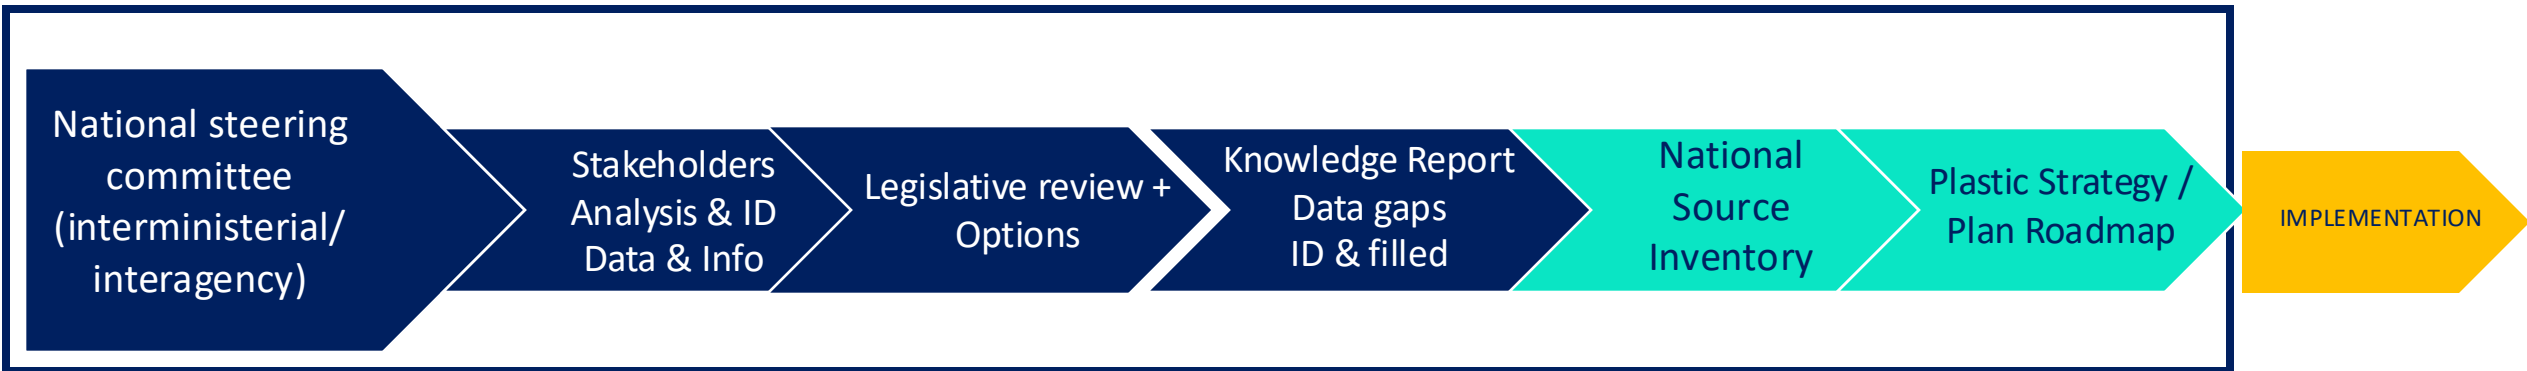 National steering
committee
(interministerial/
interagency)
Stakeholders
Analysis & ID
Data & Info
Legislative review +
Options
Knowledge Report
Data gaps
ID & filled
National
Source
Inventory
Plastic Strategy /
Plan Roadmap
IMPLEMENTATION